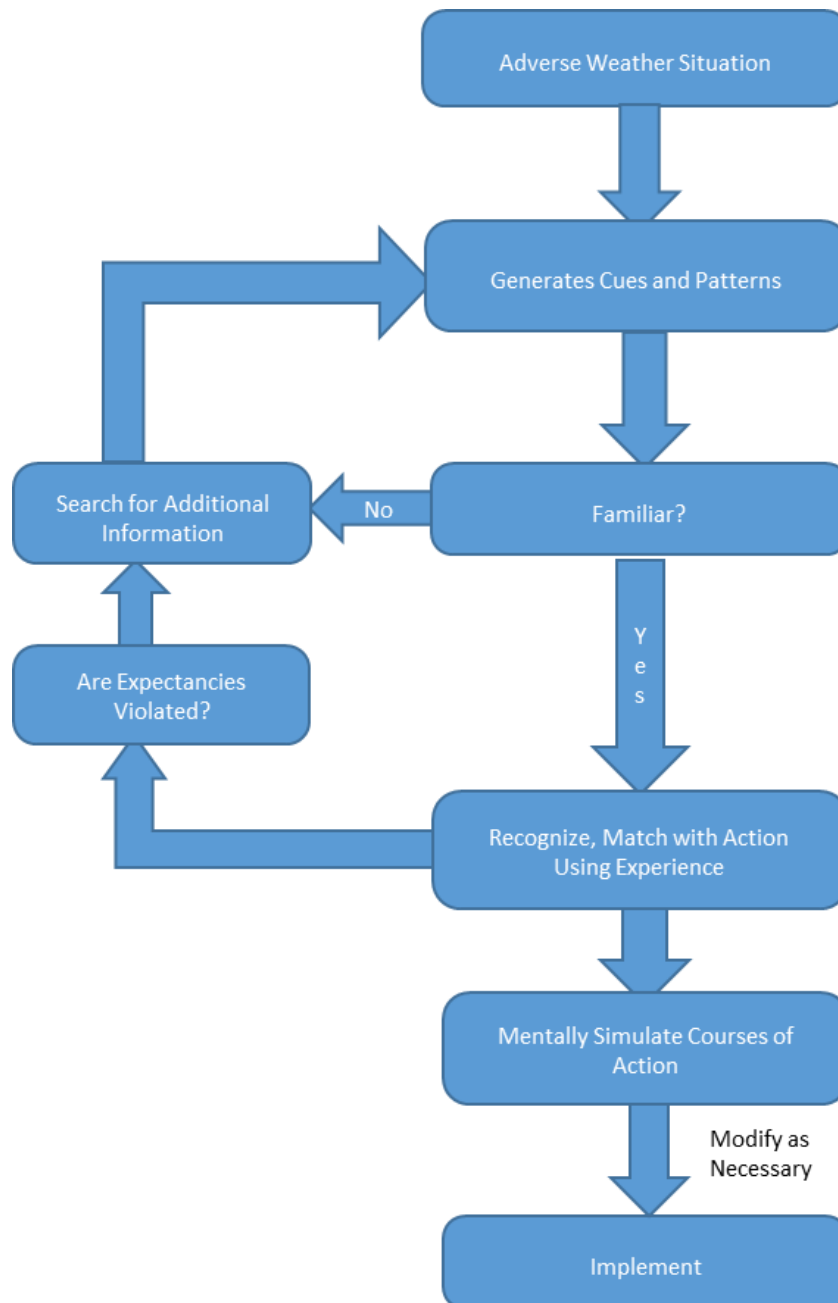 Adverse Weather Situation
Generates Cues and Patterns
Search for Additional
Information
No
Familiar?
Yes
Are Expectancies
Violated?
Recognize, Match with Action
Using Experience
Mentally Simulate Courses of
Action
Modify as
Necessary
Implement